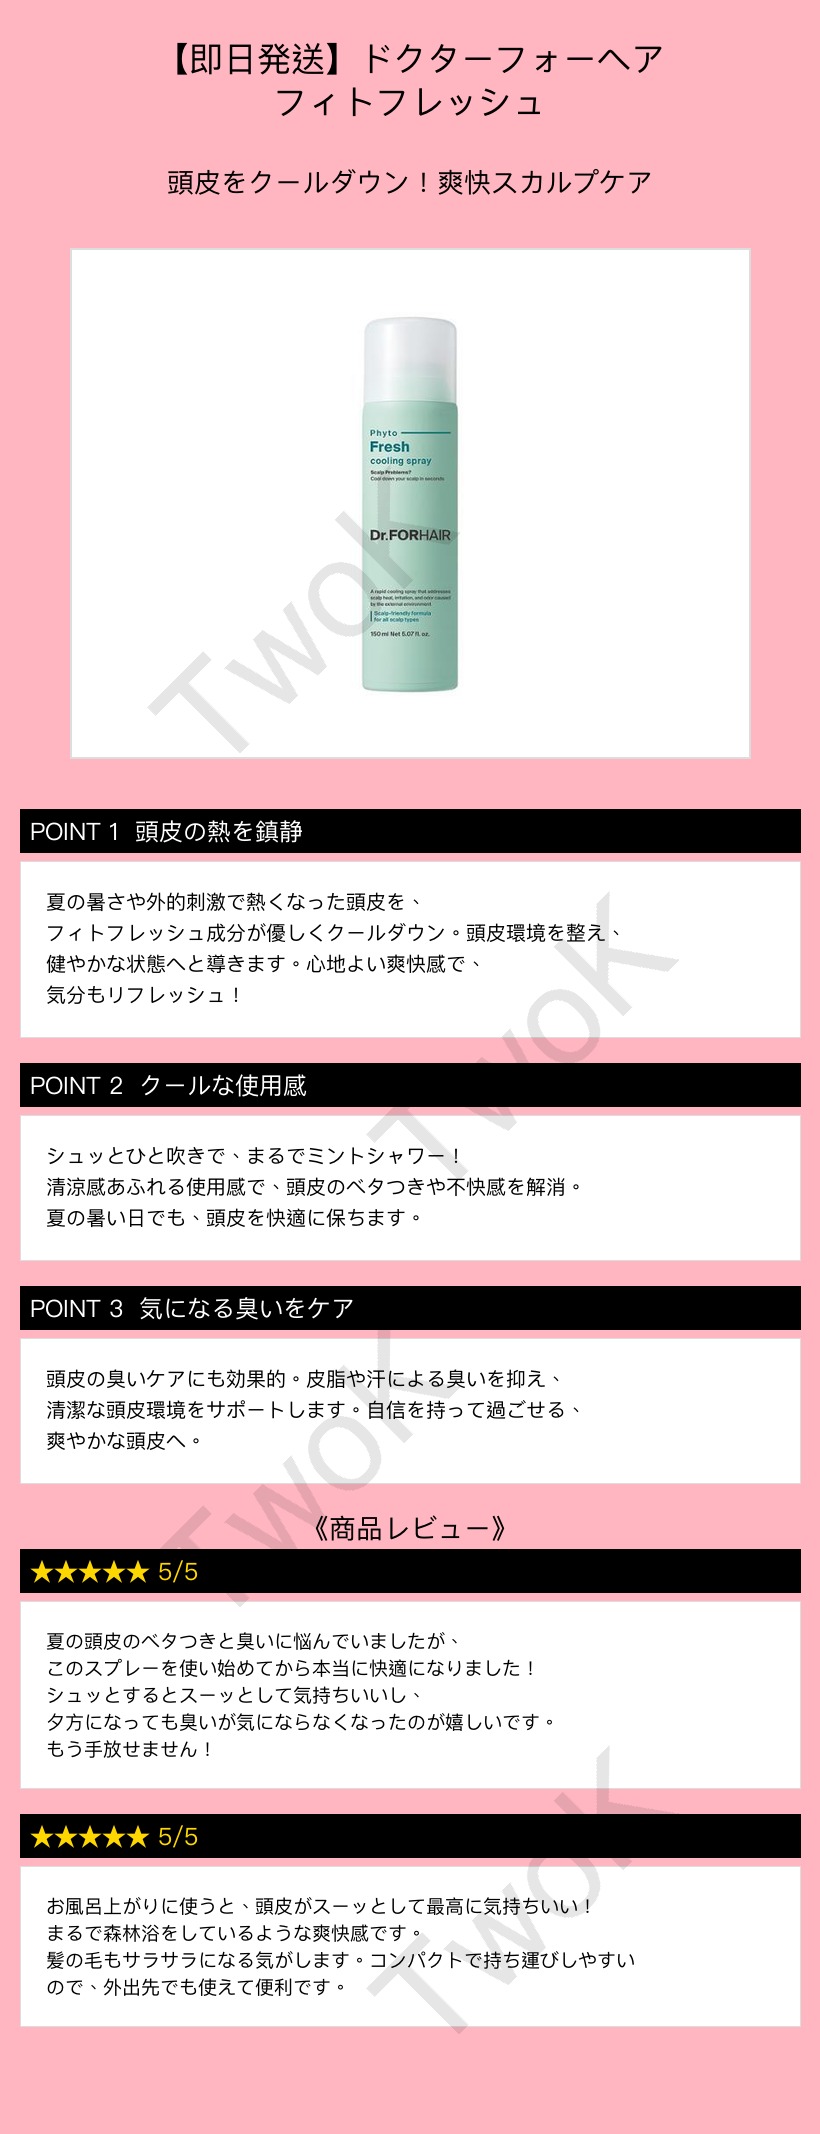 【即日発送】ドクターフォーヘア
フィトフレッシュ
頭皮をクールダウン！爽快スカルプケア
Phyto
Fresh
cooling spray
Scalp Problems?
Cool down your scalp in seconds
Dr.FORHAIR
A rapid cooling spray that addresses
scalp heat, irritation, and odor caused
by the external environment
Scalp-friendly formula
for all scalp types
150 ml Net 5.07 fl. oz.
TwoK
POINT 1 頭皮の熱を鎮静
夏の暑さや外的刺激で熱くなった頭皮を、
フィトフレッシュ成分が優しくクールダウン。頭皮環境を整え、
健やかな状態へと導きます。心地よい爽快感で、
気分もリフレッシュ！
TwoK
POINT 2 クールな使用感
シュッとひと吹きで、まるでミントシャワー！
清涼感あふれる使用感で、頭皮のベタつきや不快感を解消。
夏の暑い日でも、頭皮を快適に保ちます。
POINT 3 気になる臭いをケア
頭皮の臭いケアにも効果的。皮脂や汗による臭いを抑え、
清潔な頭皮環境をサポートします。自信を持って過ごせる、
爽やかな頭皮へ。
TwoK
《商品レビュー》
★★★★★ 5/5
夏の頭皮のベタつきと臭いに悩んでいましたが、
このスプレーを使い始めてから本当に快適になりました！
シュッとするとスーッとして気持ちいいし、
夕方になっても臭いが気にならなくなったのが嬉しいです。
もう手放せません！
★★★★★ 5/5
お風呂上がりに使うと、頭皮がスーッとして最高に気持ちいい！
まるで森林浴をしているような爽快感です。
髪の毛もサラサラになる気がします。コンパクトで持ち運びしやすい
ので、外出先でも使えて便利です。
TwoK